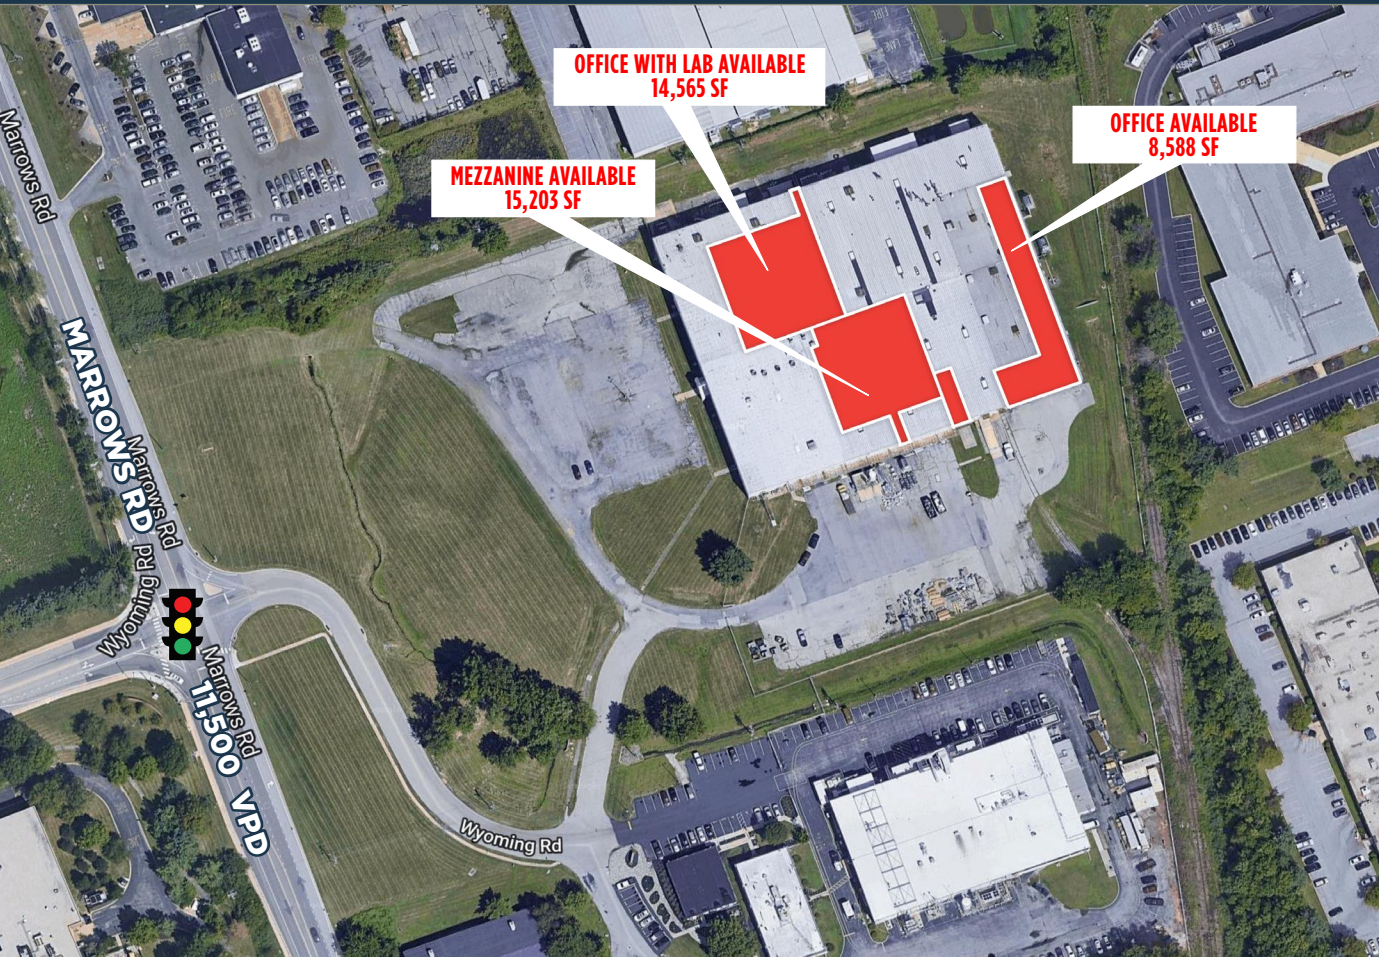 OFFICE WITH LAB AVAILABLE
14,565 SF
OFFICE AVAILABLE
8,588 SF
MEZZANINE AVAILABLE
15,203 SF
Marrows Rd
MARROWS RD
Marrows Rd
Wyoming Rd
Marrows Rd
11,500 VPD
Wyoming Rd